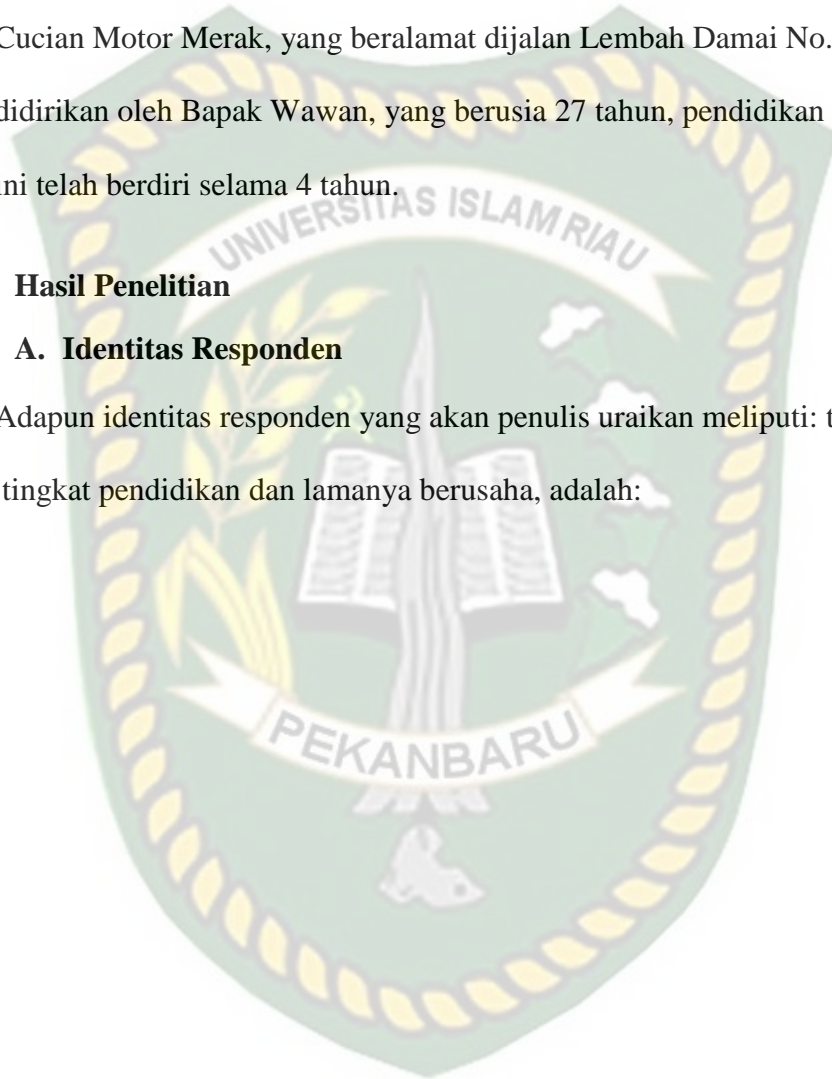 Cucian Motor Merak, yang beralamat dijalan Lembah Damai No.
didirikan oleh Bapak Wawan, yang berusia 27 tahun, pendidikan
ini telah berdiri selama 4 tahun.
UNIVERSITAS ISLAM RIAU
Hasil Penelitian
A. Identitas Responden
Adapun identitas responden yang akan penulis uraikan meliputi: t
tingkat pendidikan dan lamanya berusaha, adalah:
PEKANBARU